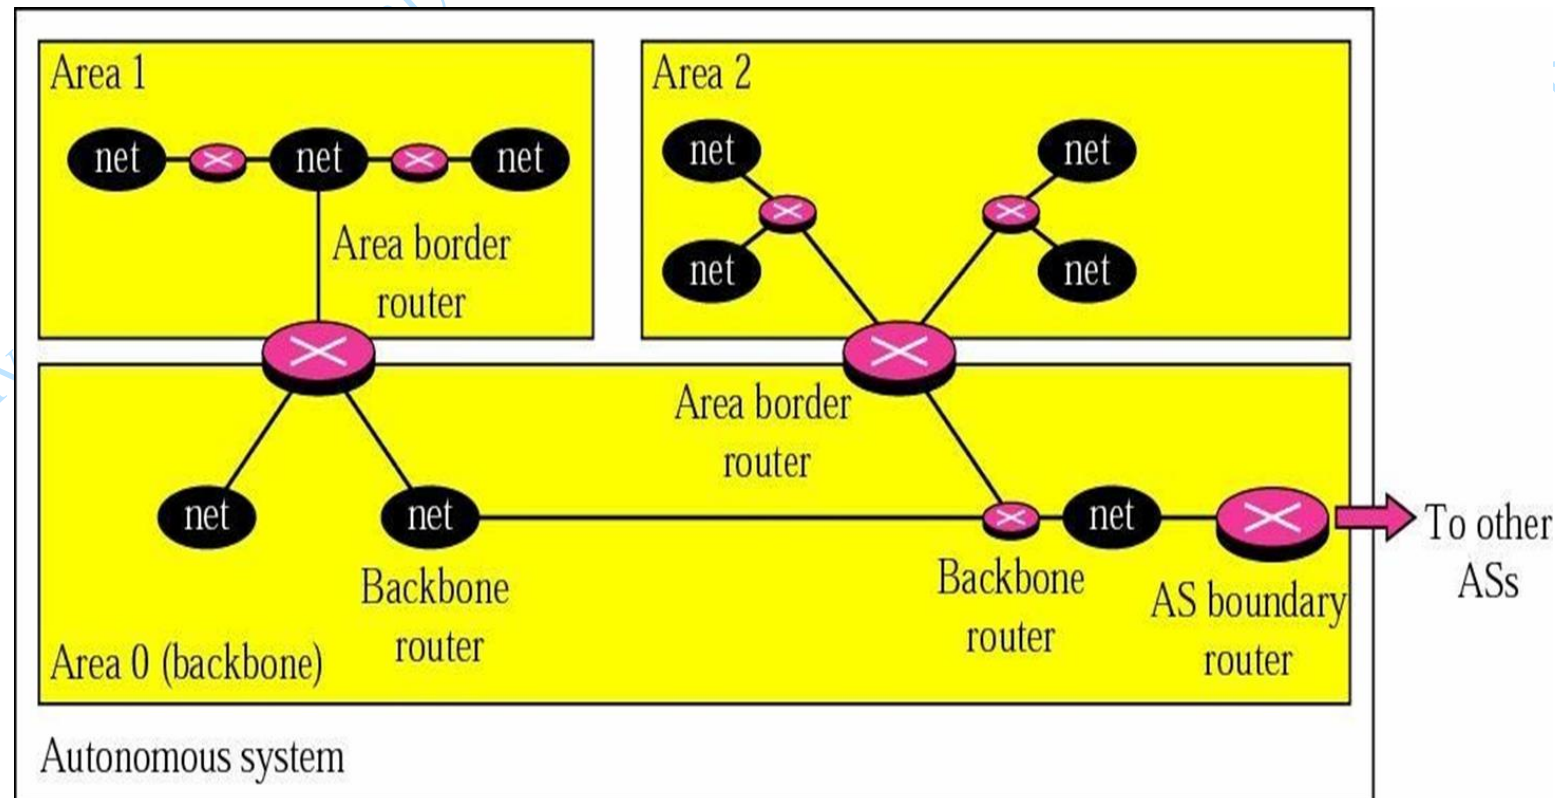 Area 1
net
net
net
Area border
router
Area 2
net
net
net
net
Area border
router
net
net
net
Backbone
router
Backbone
router
AS boundary
router
To other
ASs
Area 0 (backbone)
Autonomous system